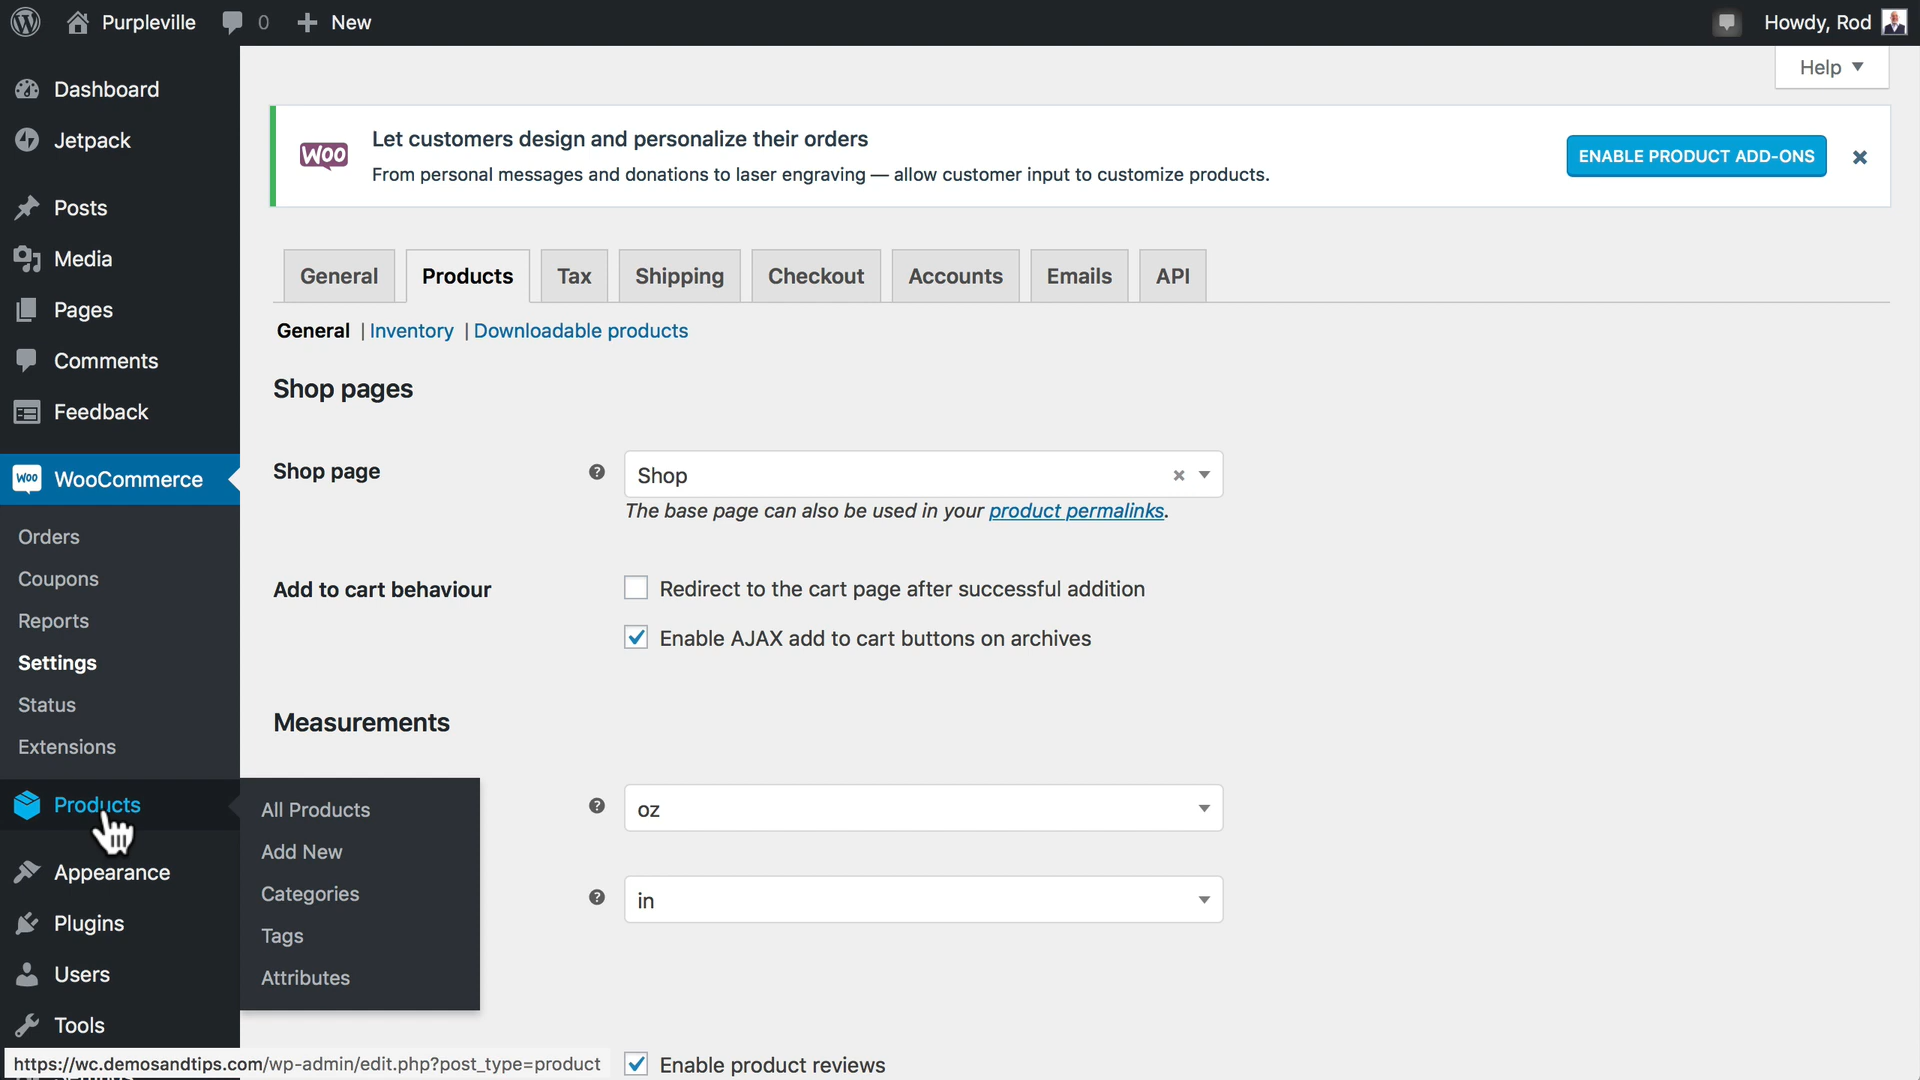 Purpleville
0
New
Howdy, Rod
Help
Dashboard
Jetpack
Posts
Media
Pages
Comments
Feedback
WOO
WooCommerce
Orders
Coupons
Reports
Settings
Status
Extensions
Products
Appearance
Plugins
Users
Tools
https://wc.demosandtips.com/wp-admin/edit.php?post_type=product
All Products
Add New
Categories
Tags
Attributes
WOO
Let customers design and personalize their orders
From personal messages and donations to laser engraving — allow customer input to customize products.
ENABLE PRODUCT ADD-ONS
General
Products
Tax
Shipping
Checkout
Accounts
Emails
API
General | Inventory | Downloadable products
Shop pages
Shop page
Shop
The base page can also be used in your product permalinks.
Add to cart behaviour
Redirect to the cart page after successful addition
Enable AJAX add to cart buttons on archives
Measurements
oz
in
Enable product reviews